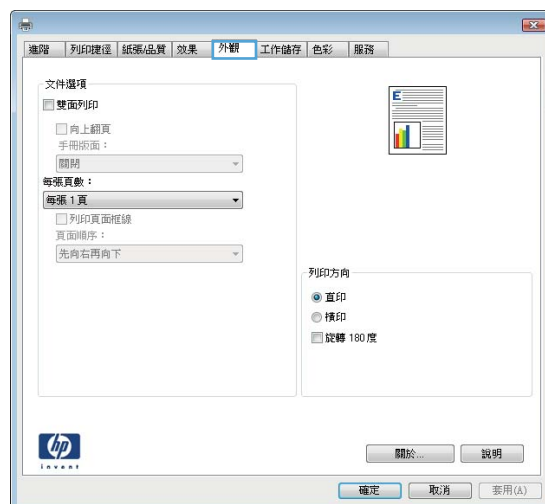 進階 列印捷徑 紙張/品質 效果 外觀 工作儲存 色彩 服務
文件選項
雙面列印
向上翻頁
手冊版面：
關閉
每張頁數：
每張 1 頁
列印頁面框線
頁面順序：
先向右再向下
E
列印方向
直印
橫印
旋轉 180 度
hp
invent
關於... 說明
確定 取消 套用(A)